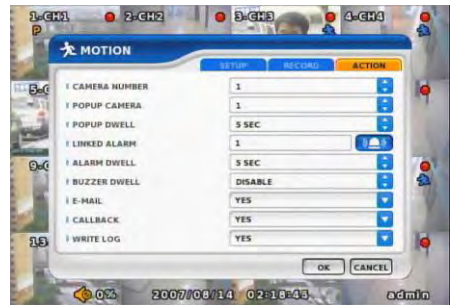 1-CH1 2-CH2 3-CH3 4-CH4
P
MOTION
SETUP RECORD ACTION
CAMERA NUMBER 1
POPUP CAMERA 1
POPUP DWELL 5 SEC
LINKED ALARM 1
ALARM DWELL 5 SEC
BUZZER DWELL DISABLE
E-MAIL YES
CALLBACK YES
WRITE LOG YES
OK CANCEL
0% 2007/08/14 02:18:45 admin